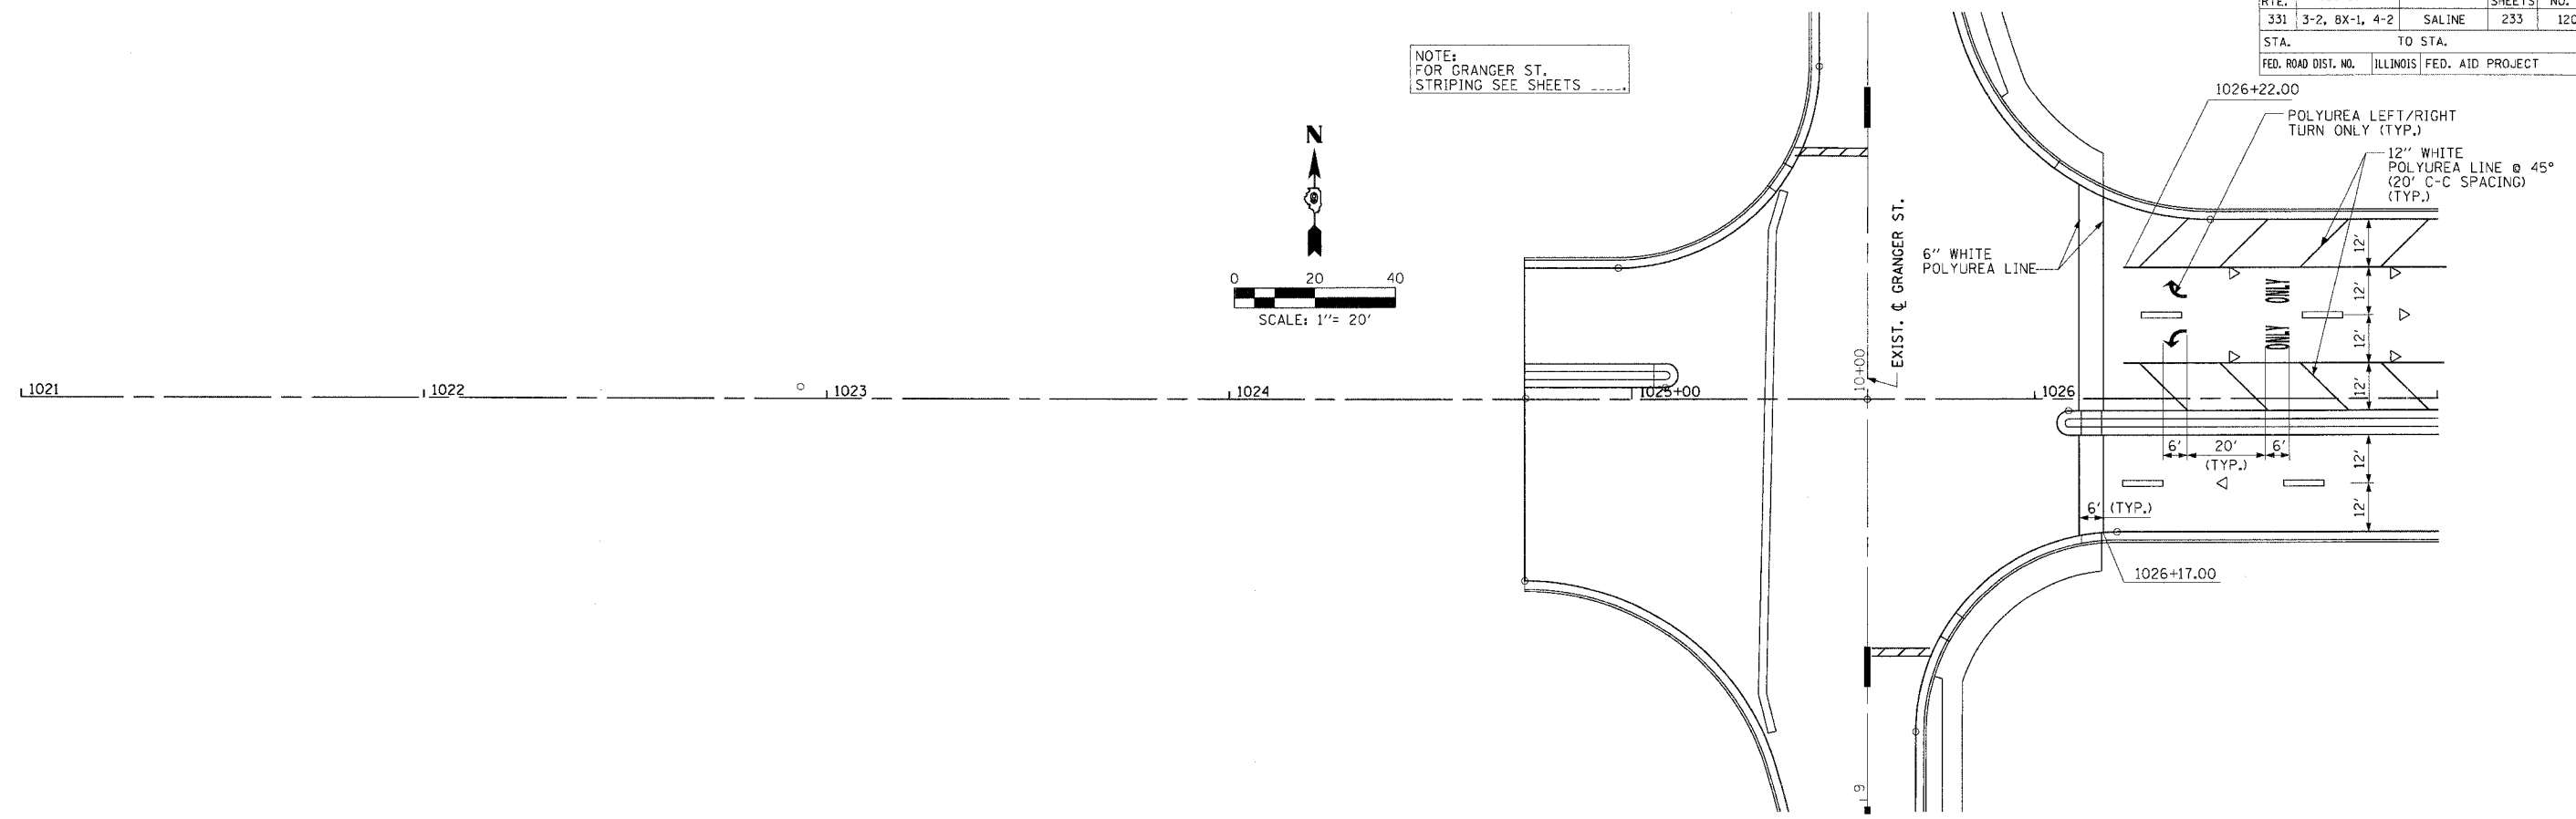 RTE. SHEETS NO.
331 3-2, 8X-1, 4-2 SALINE 233 120
STA. TO STA.
FED. ROAD DIST. NO. ILLINOIS FED. AID PROJECT
NOTE:
FOR GRANGER ST.
STRIPING SEE SHEETS ____.
1026+22.00
POLYUREA LEFT/RIGHT
TURN ONLY (TYP.)
12" WHITE
POLYUREA LINE @ 45°
(20' C-C SPACING)
(TYP.)
N
0 20 40
SCALE: 1"= 20'
EXIST. ℄ GRANGER ST.
6" WHITE
POLYUREA LINE
12'
12'
12'
12'
ONLY
ONLY
1021 1022 1023 1024 1025+00 1026
10+00
6' 20' 6'
(TYP.)
12'
12'
6' (TYP.)
1026+17.00
9